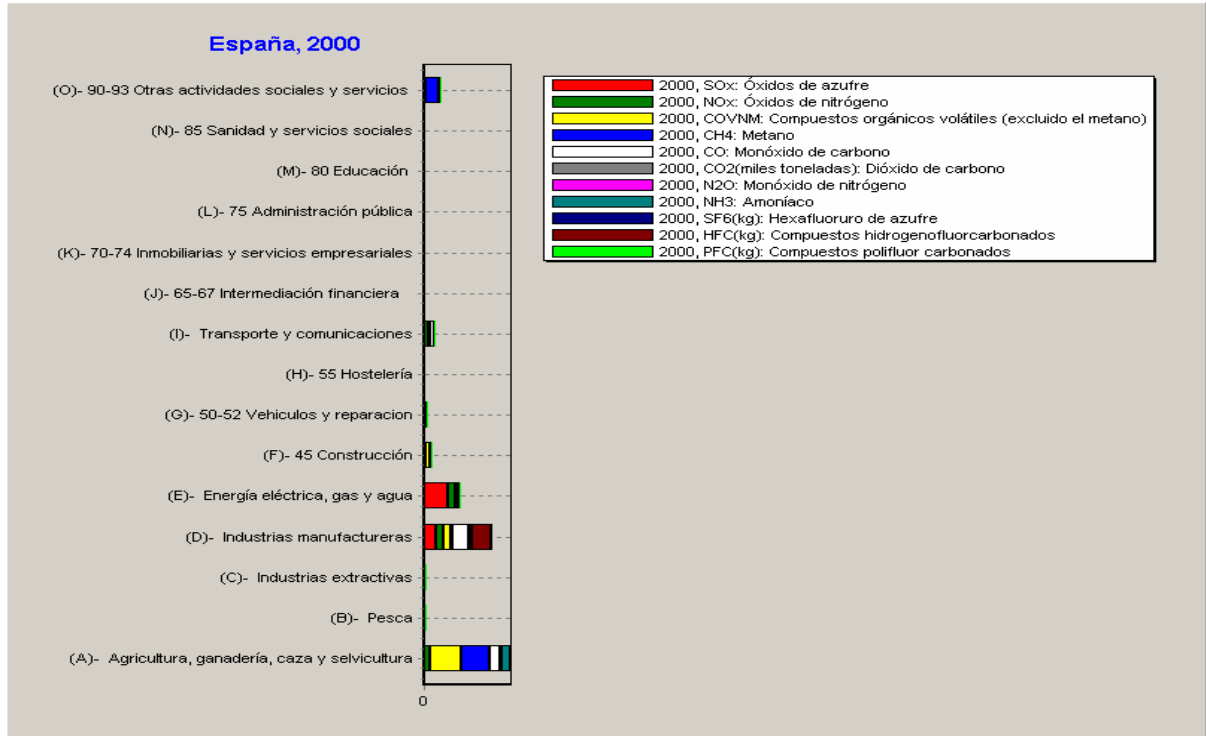 España, 2000
(O)- 90-93 Otras actividades sociales y servicios
(N)- 85 Sanidad y servicios sociales
(M)- 80 Educación
(L)- 75 Administración pública
(K)- 70-74 Inmobiliarias y servicios empresariales
(J)- 65-67 Intermediación financiera
(I)- Transporte y comunicaciones
(H)- 55 Hostelería
(G)- 50-52 Vehiculos y reparacion
(F)- 45 Construcción
(E)- Energía eléctrica, gas y agua
(D)- Industrias manufactureras
(C)- Industrias extractivas
(B)- Pesca
(A)- Agricultura, ganadería, caza y selvicultura
0
2000, SOx: Óxidos de azufre
2000, NOx: Óxidos de nitrógeno
2000, COVNM: Compuestos orgánicos volátiles (excluido el metano)
2000, CH4: Metano
2000, CO: Monóxido de carbono
2000, CO2(miles toneladas): Dióxido de carbono
2000, N2O: Monóxido de nitrógeno
2000, NH3: Amoníaco
2000, SF6(kg): Hexafluoruro de azufre
2000, HFC(kg): Compuestos hidrogenofluorcarbonados
2000, PFC(kg): Compuestos polifluor carbonados